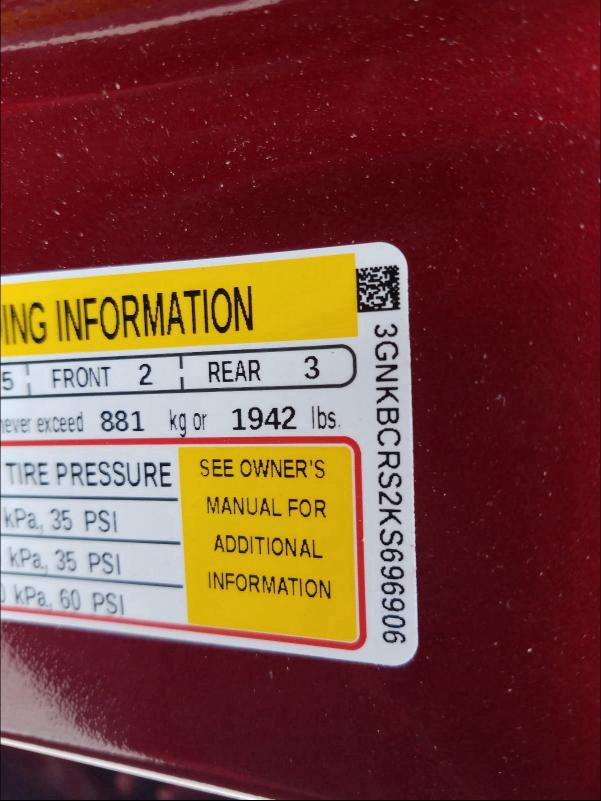 ING INFORMATION
5 FRONT 2 REAR 3
never exceed 881 kg or 1942 lbs.
TIRE PRESSURE
kPa, 35 PSI
kPa, 35 PSI
0 kPa, 60 PSI
SEE OWNER'S
MANUAL FOR
ADDITIONAL
INFORMATION
3GNKBCRS2KS696906